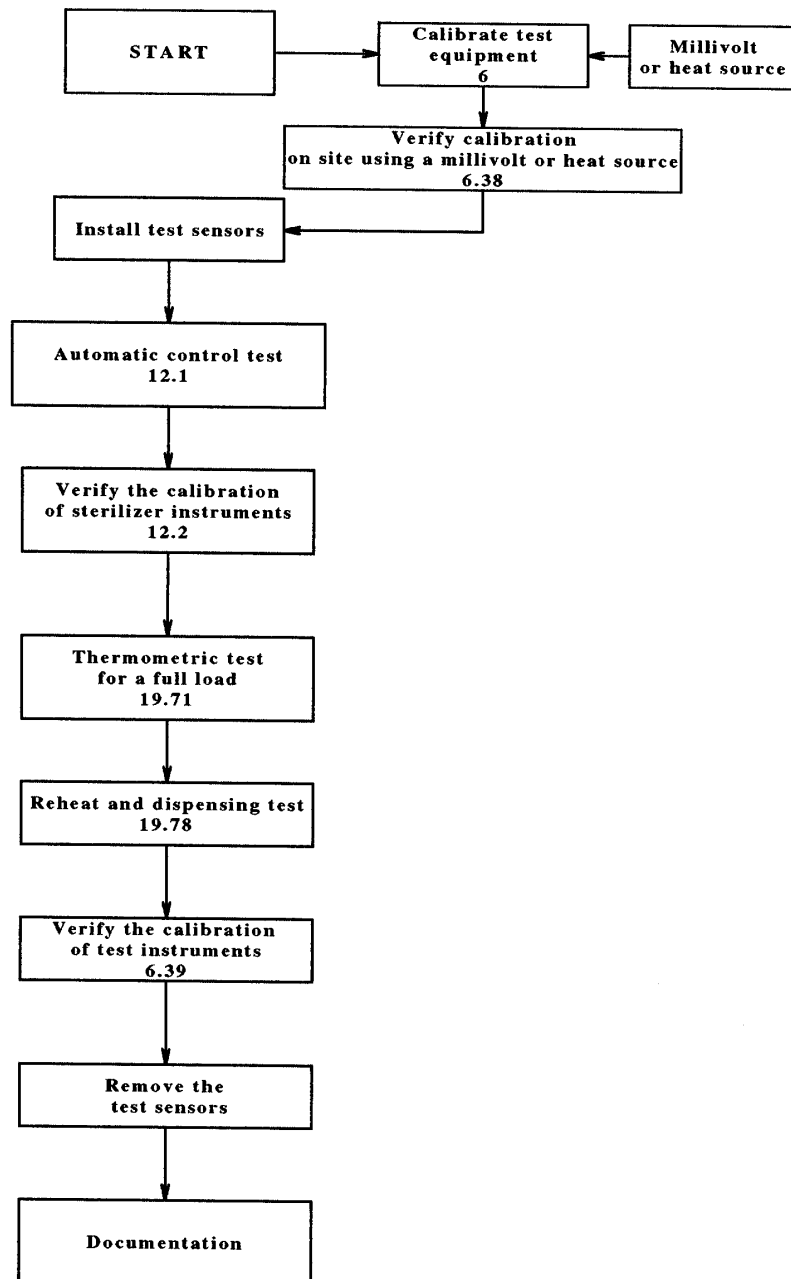 START
Calibrate test
equipment
6
Millivolt
or heat source
Verify calibration
on site using a millivolt or heat source
6.38
Install test sensors
Automatic control test
12.1
Verify the calibration
of sterilizer instruments
12.2
Thermometric test
for a full load
19.71
Reheat and dispensing test
19.78
Verify the calibration
of test instruments
6.39
Remove the
test sensors
Documentation